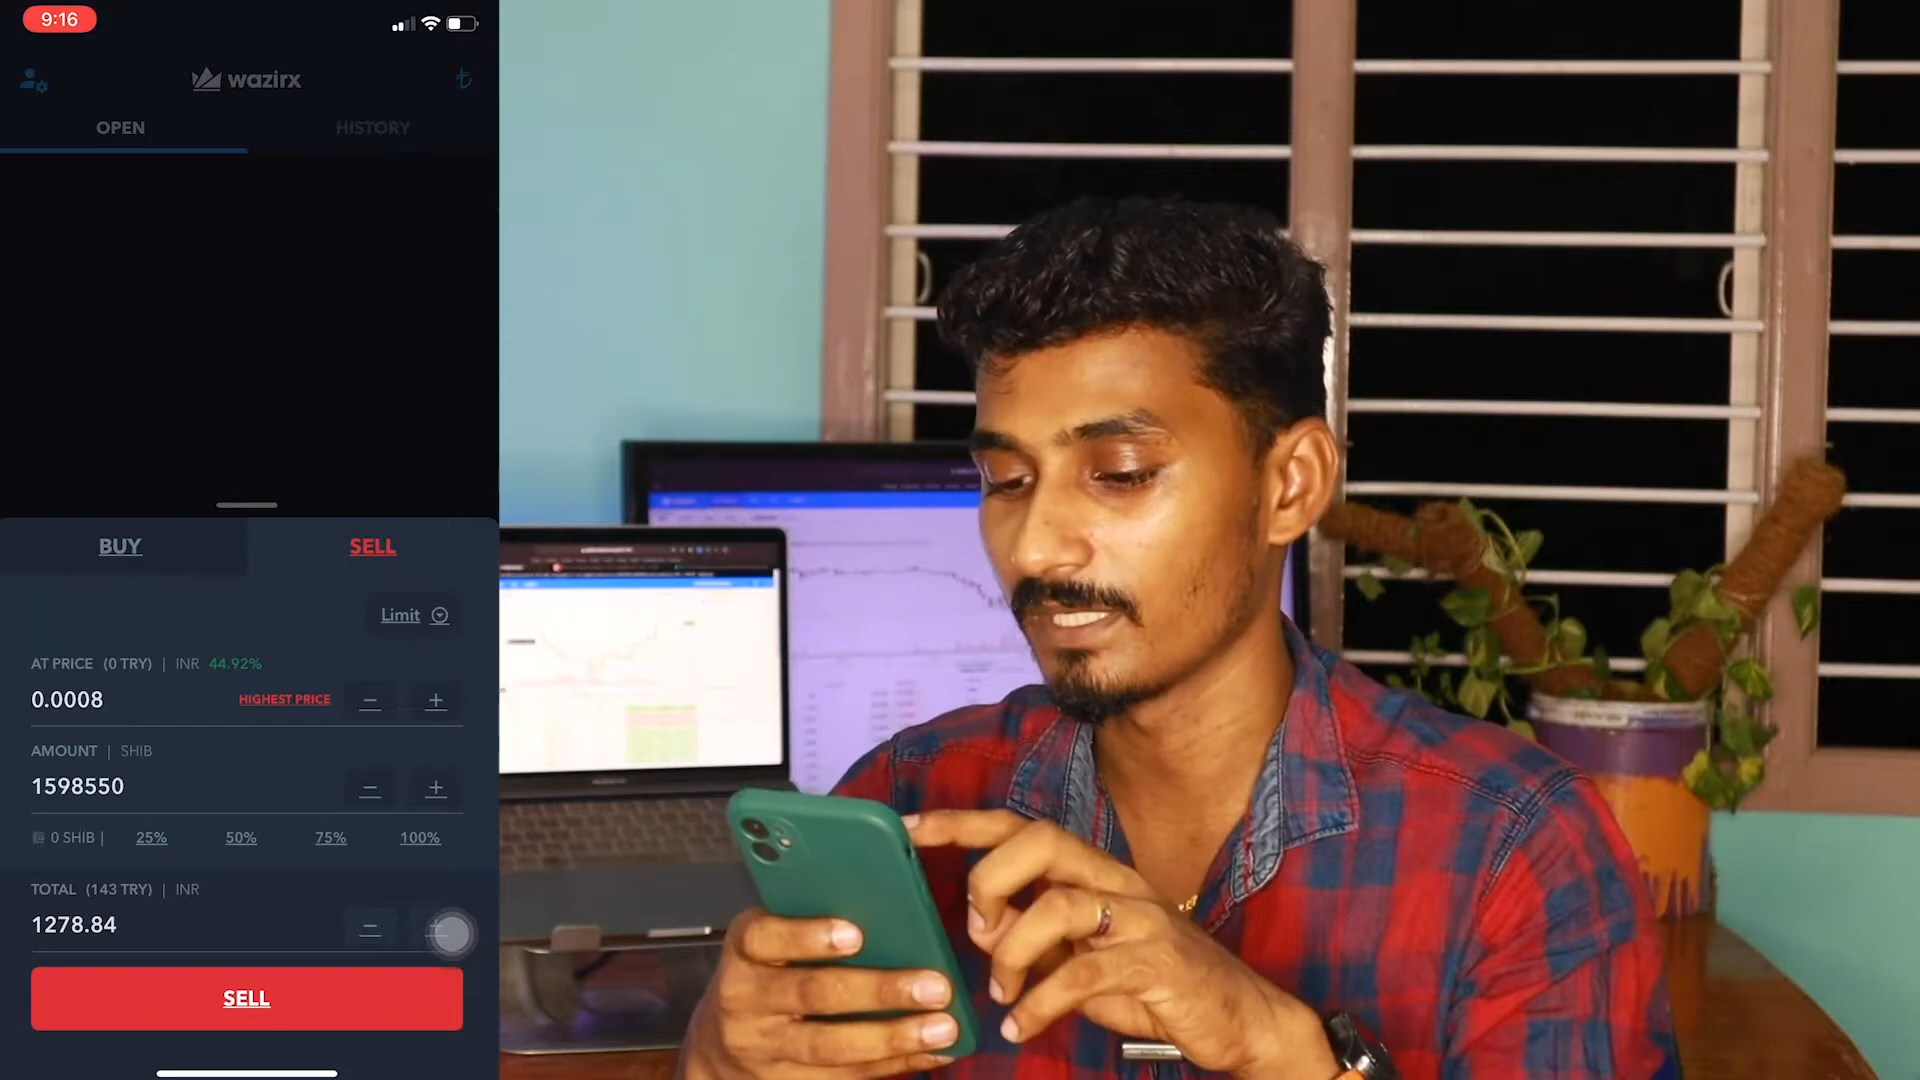 9:16
wazirx
OPEN
HISTORY
BUY
SELL
Limit
AT PRICE (0 TRY) | INR 44.92%
0.0008
HIGHEST PRICE
AMOUNT | SHIB
1598550
0 SHIB | 25% 50% 75% 100%
TOTAL (143 TRY) | INR
1278.84
SELL